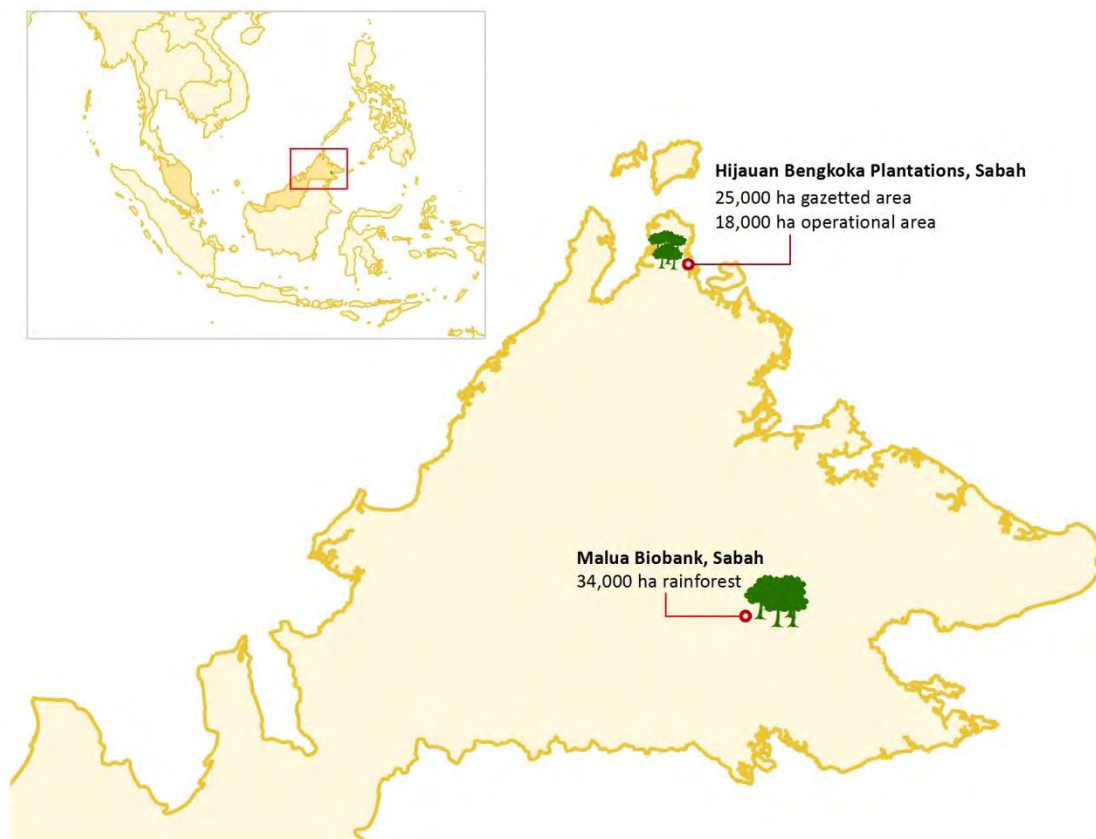 Hijauan Bengkoka Plantations, Sabah
25,000 ha gazetted area
18,000 ha operational area
Malua Biobank, Sabah
34,000 ha rainforest